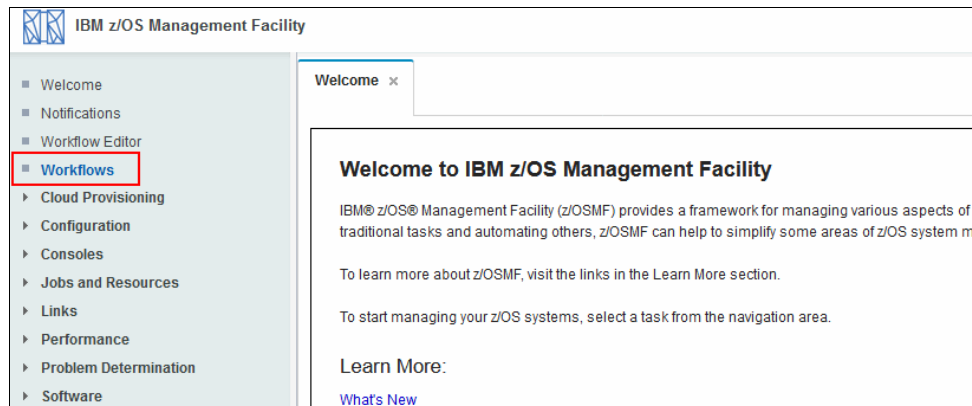 IBM z/OS Management Facility
Welcome
Notifications
Workflow Editor
Workflows
Cloud Provisioning
Configuration
Consoles
Jobs and Resources
Links
Performance
Problem Determination
Software
Welcome ×
Welcome to IBM z/OS Management Facility
IBM® z/OS® Management Facility (z/OSMF) provides a framework for managing various aspects of
traditional tasks and automating others, z/OSMF can help to simplify some areas of z/OS system m
To learn more about z/OSMF, visit the links in the Learn More section.
To start managing your z/OS systems, select a task from the navigation area.
Learn More:
What's New